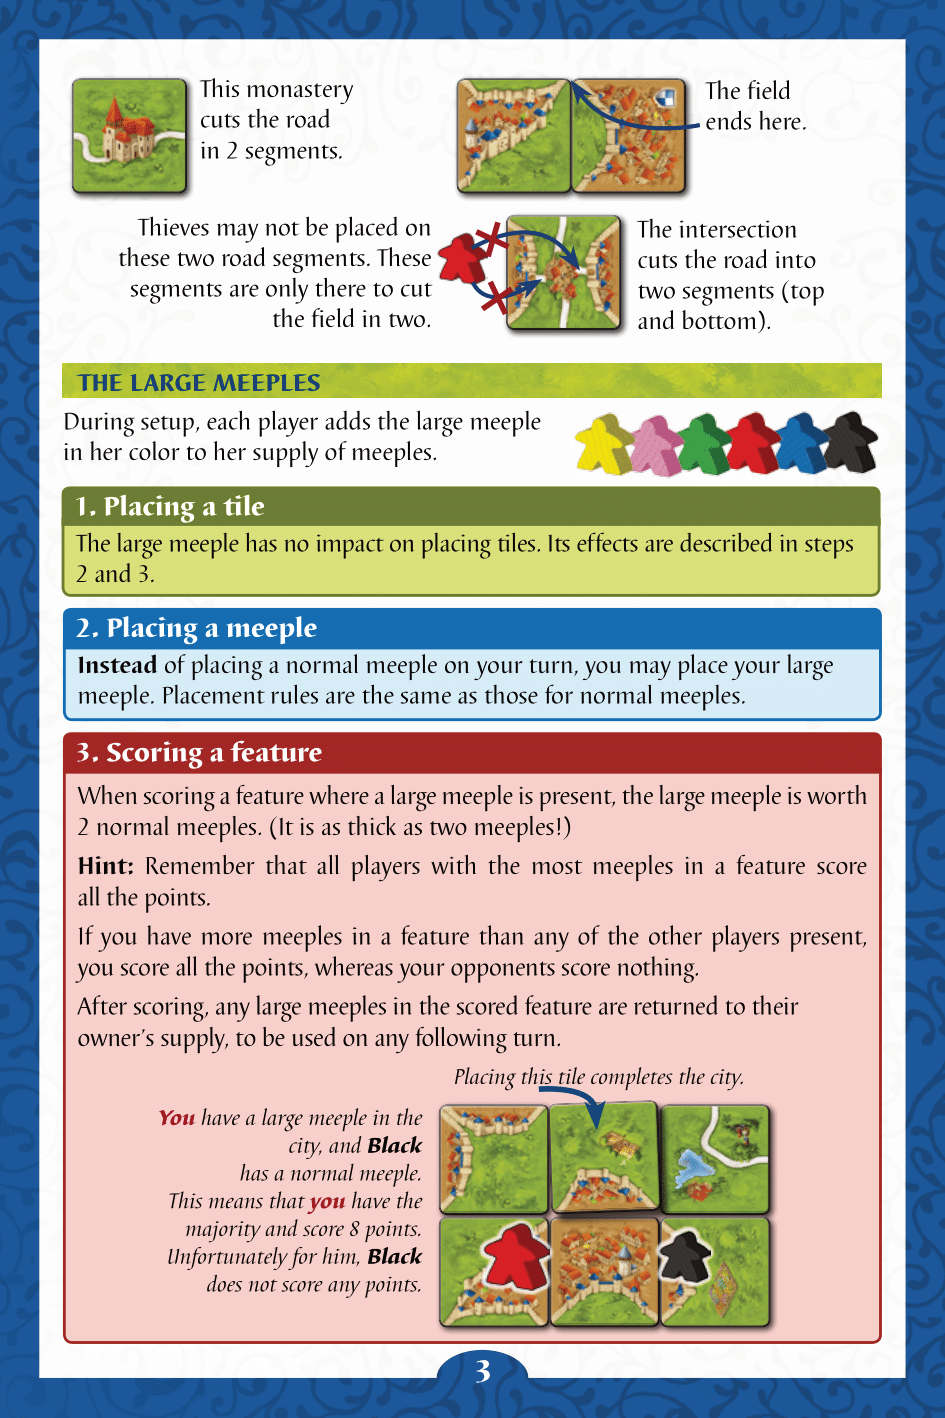 This monastery
cuts the road
in 2 segments.
The field
ends here.
Thieves may not be placed on
these two road segments. These
segments are only there to cut
the field in two.
The intersection
cuts the road into
two segments (top
and bottom).
THE LARGE MEEPLES
During setup, each player adds the large meeple
in her color to her supply of meeples.
1. Placing a tile
The large meeple has no impact on placing tiles. Its effects are described in steps
2 and 3.
2. Placing a meeple
Instead of placing a normal meeple on your turn, you may place your large
meeple. Placement rules are the same as those for normal meeples.
3. Scoring a feature
When scoring a feature where a large meeple is present, the large meeple is worth
2 normal meeples. (It is as thick as two meeples!)
Hint: Remember that all players with the most meeples in a feature score
all the points.
If you have more meeples in a feature than any of the other players present,
you score all the points, whereas your opponents score nothing.
After scoring, any large meeples in the scored feature are returned to their
owner's supply, to be used on any following turn.
Placing this tile completes the city.
You have a large meeple in the
city, and Black
has a normal meeple.
This means that you have the
majority and score 8 points.
Unfortunately for him, Black
does not score any points.
3